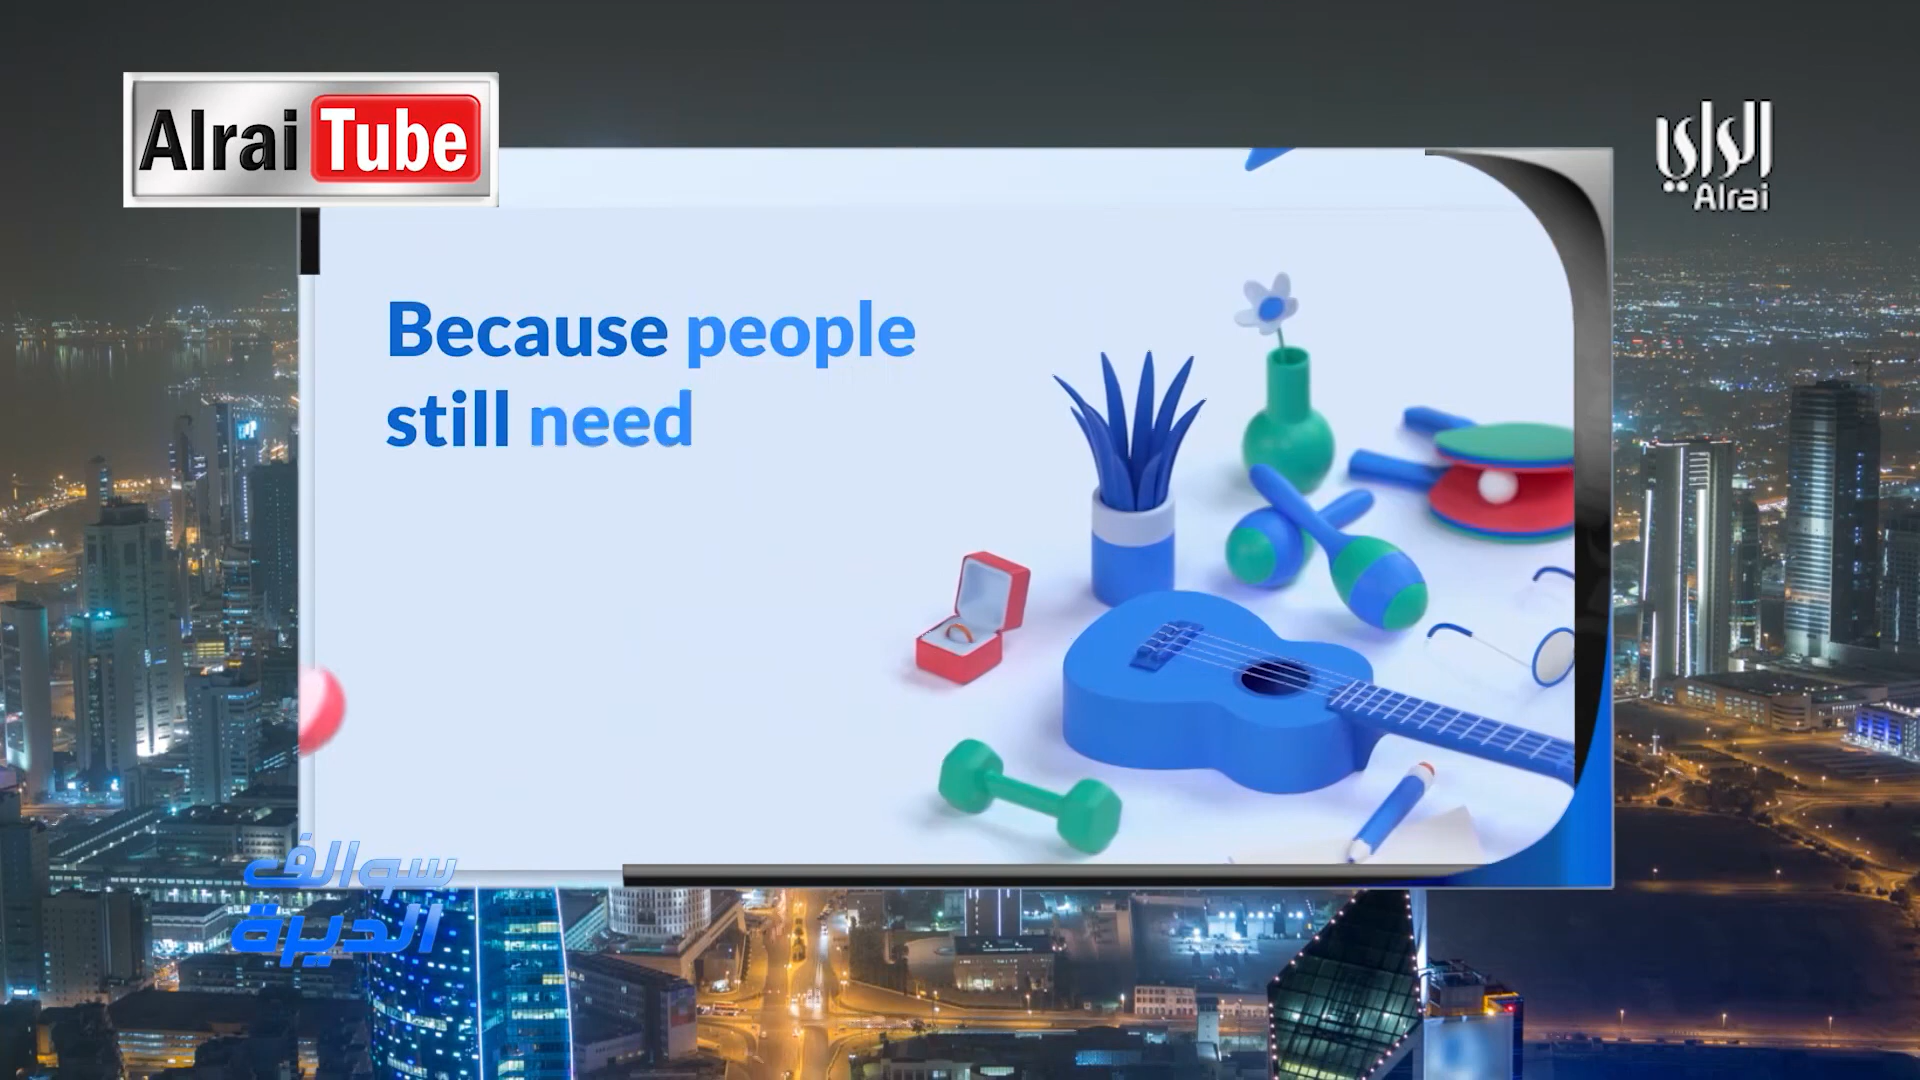 Alrai Tube
الراي
Alrai
Because people
still need
سوالف
الديرة